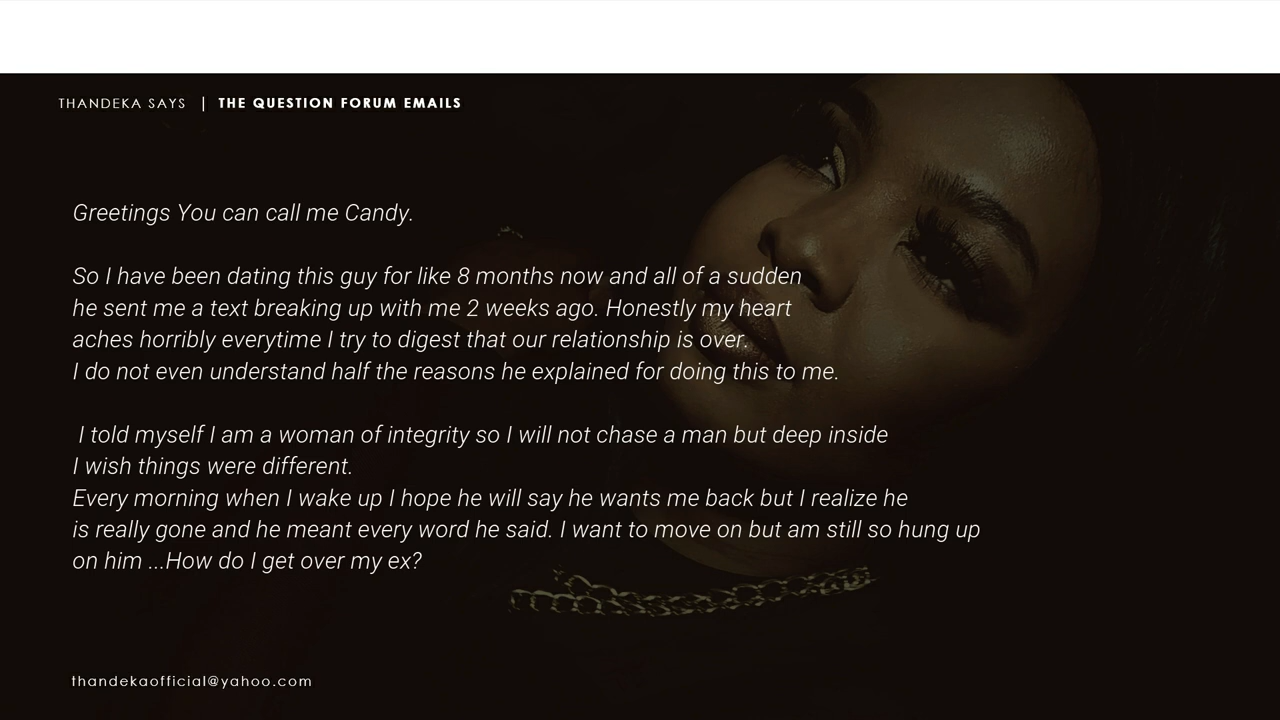 THANDEKA SAYS | THE QUESTION FORUM EMAILS
Greetings You can call me Candy.
So I have been dating this guy for like 8 months now and all of a sudden
he sent me a text breaking up with me 2 weeks ago. Honestly my heart
aches horribly everytime I try to digest that our relationship is over.
I do not even understand half the reasons he explained for doing this to me.
I told myself I am a woman of integrity so I will not chase a man but deep inside
I wish things were different.
Every morning when I wake up I hope he will say he wants me back but I realize he
is really gone and he meant every word he said. I want to move on but am still so hung up
on him ...How do I get over my ex?
thandekaofficial@yahoo.com